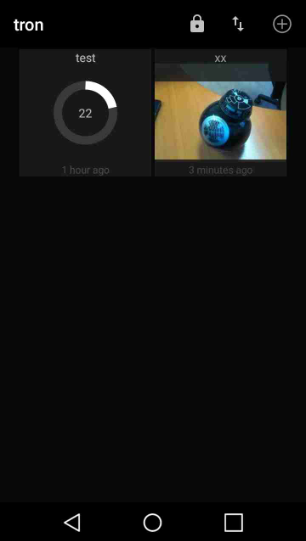 tron
test
xx
22
1 hour ago
3 minutes ago